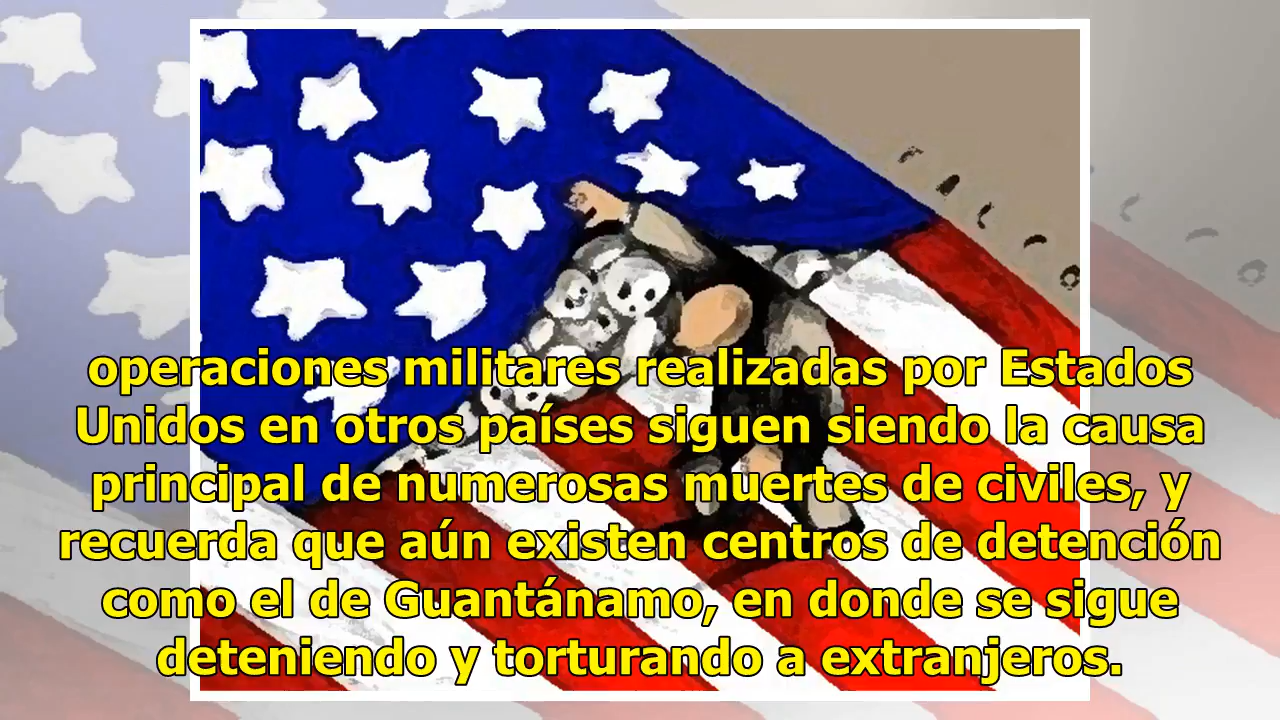 operaciones militares realizadas por Estados
Unidos en otros países siguen siendo la causa
principal de numerosas muertes de civiles, y
recuerda que aún existen centros de detención
como el de Guantánamo, en donde se sigue
deteniendo y torturando a extranjeros.